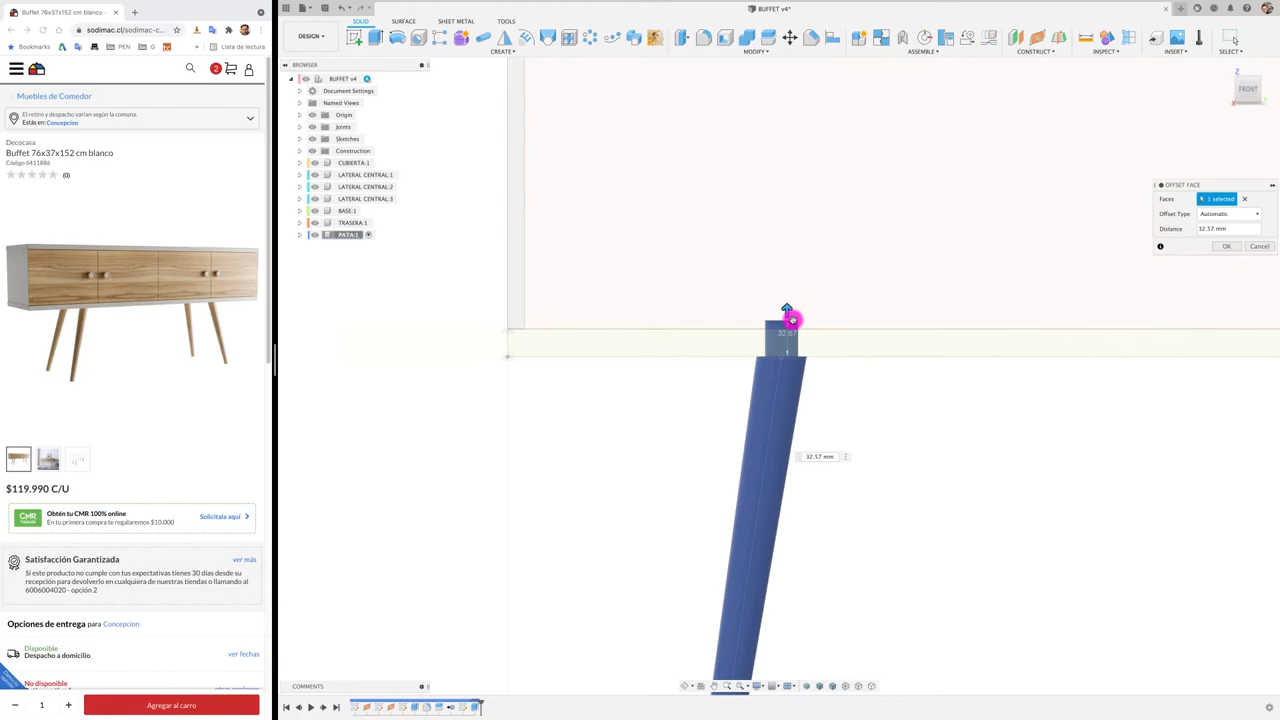 Buffet 76x37x152 cm blanco
sodimac.cl/sodimac-c...
Bookmarks
PEN
G
Lista de lectura
2
Muebles de Comedor
El retiro y despacho varían según la comuna.
Estás en: Concepcion
Decocasa
Buffet 76x37x152 cm blanco
Código 6411886
(0)
$119.990 C/U
CMR
Obtén tu CMR 100% online
En tu primera compra te regalaremos $10.000
Solicítala aquí
Satisfacción Garantizada
ver más
Si este producto no cumple con tus expectativas tienes 30 días desde su
recepción para devolverlo en cualquiera de nuestras tiendas o llamando al
6006004020 - opción 2
Opciones de entrega para Concepcion
Disponible
Despacho a domicilio
ver fechas
No disponible
1
Agregar al carro
BUFFET v4*
DESIGN
SOLID
SURFACE
SHEET METAL
TOOLS
CREATE
MODIFY
ASSEMBLE
CONSTRUCT
INSPECT
INSERT
SELECT
BROWSER
BUFFET v4
Document Settings
Named Views
Origin
Joints
Sketches
Construction
CUBIERTA:1
LATERAL CENTRAL:1
LATERAL CENTRAL:2
LATERAL CENTRAL:3
BASE:1
TRASERA:1
PATA:1
Z
FRONT
X
OFFSET FACE
Faces
1 selected
Offset Type
Automatic
Distance
32.57 mm
OK
Cancel
32.57
32.57 mm
COMMENTS